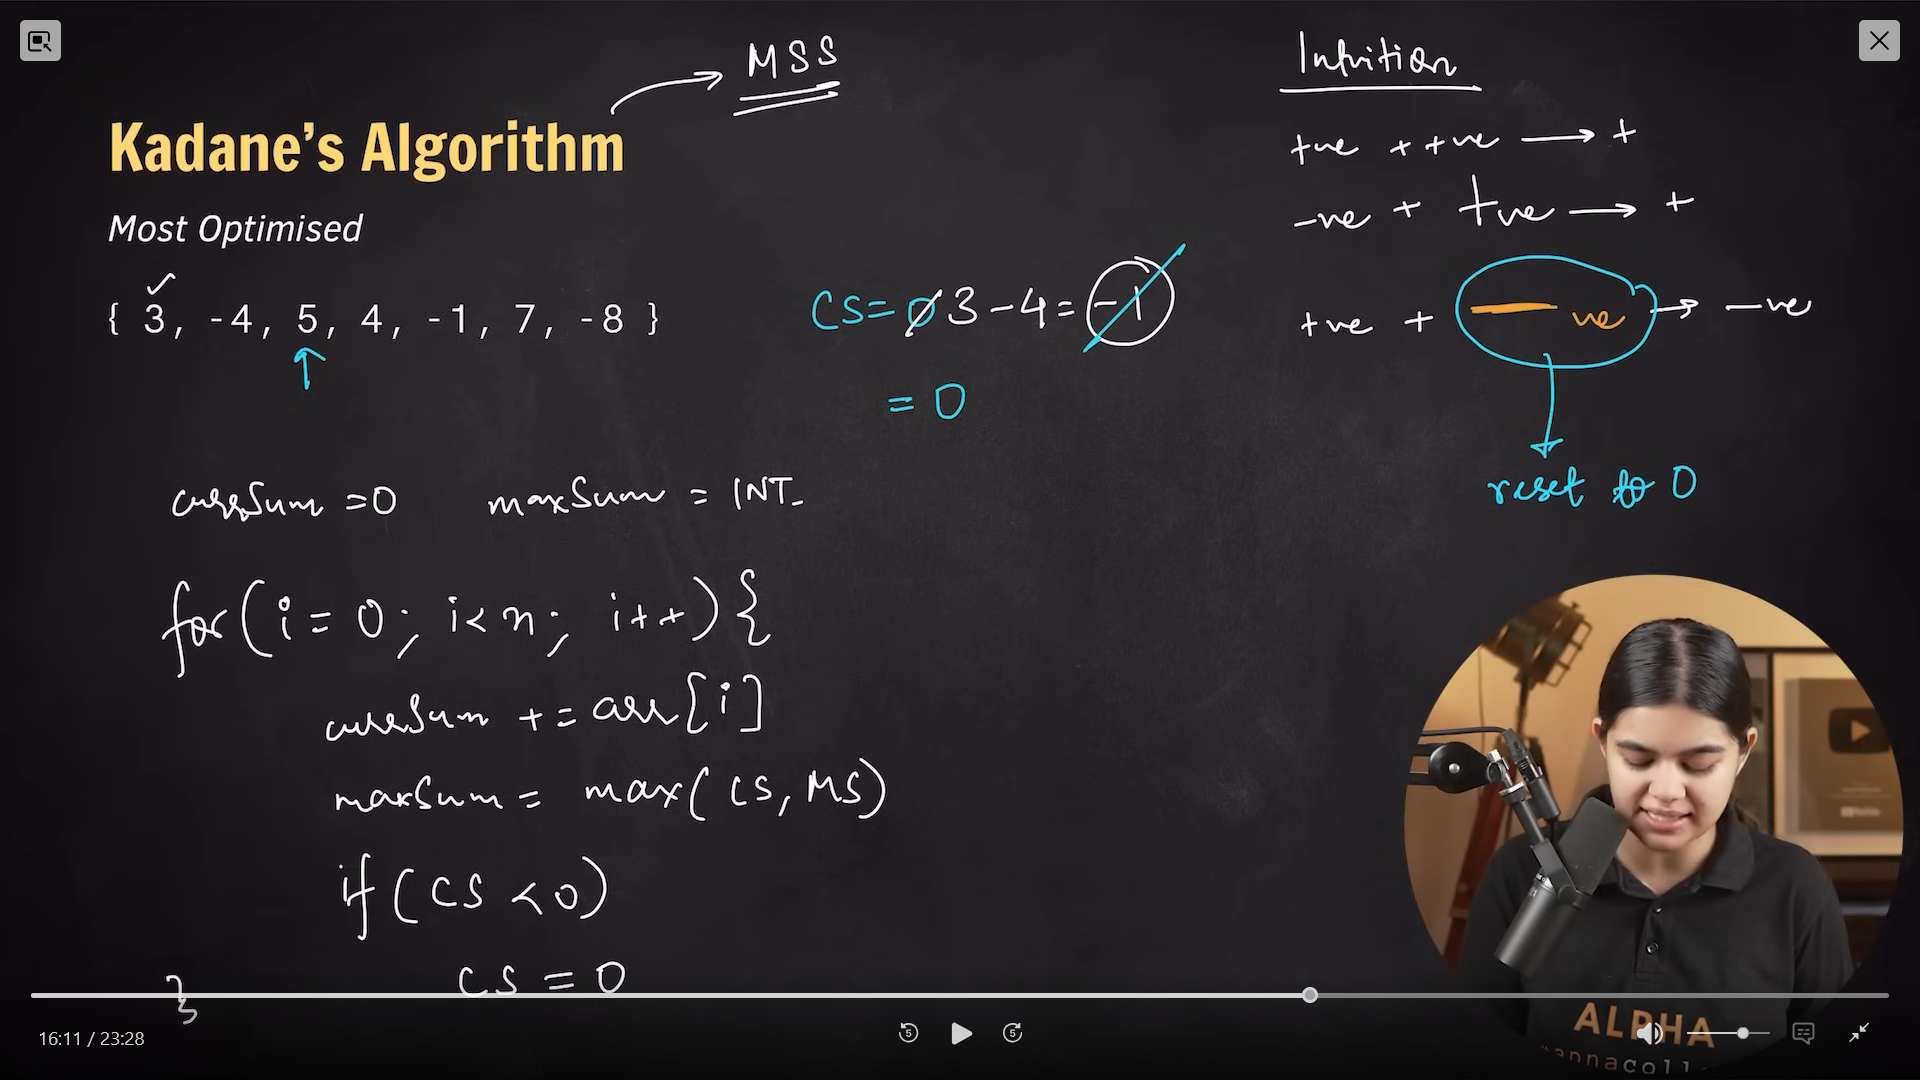 MSS
Kadane's Algorithm
Most Optimised
{ 3, -4, 5, 4, -1, 7, -8 }
CS = 0 3 - 4 = -1
= 0
Intuition
+ve + +ve → +
-ve + +ve → +
+ve + - ve → -ve
reset to 0
currSum = 0 maxSum = INT_
for(i = 0; i < n; i++){
currSum += arr[i]
maxSum = max(CS, MS)
if(CS < 0)
CS = 0
}
ALPHA
16:11 / 23:28
5 5